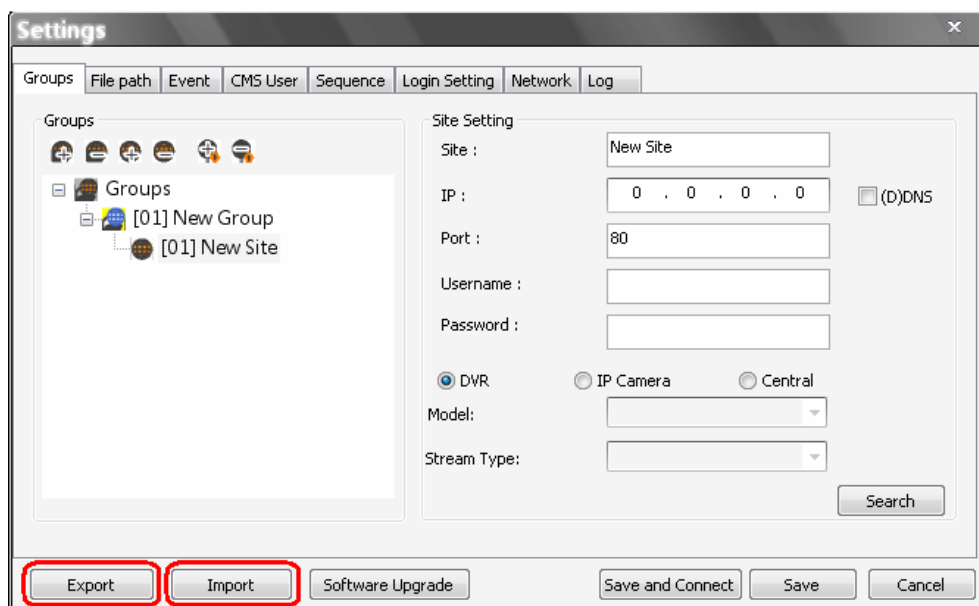 Settings
Groups File path Event CMS User Sequence Login Setting Network Log
Groups
Groups
[01] New Group
[01] New Site
Site Setting
Site : New Site
IP : 0 . 0 . 0 . 0 (D)DNS
Port : 80
Username :
Password :
DVR IP Camera Central
Model:
Stream Type:
Search
Export Import Software Upgrade Save and Connect Save Cancel